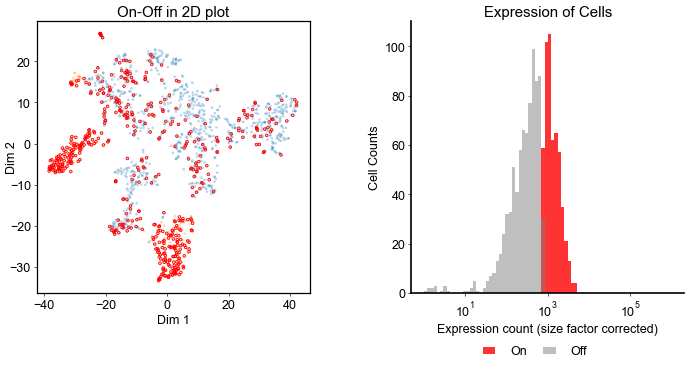 On-Off in 2D plot
Dim 2
20
10
0
−10
−20
−30
−40 −20 0 20 40
Dim 1
Expression of Cells
Cell Counts
100
80
60
40
20
0
10^1 10^3 10^5
Expression count (size factor corrected)
On Off